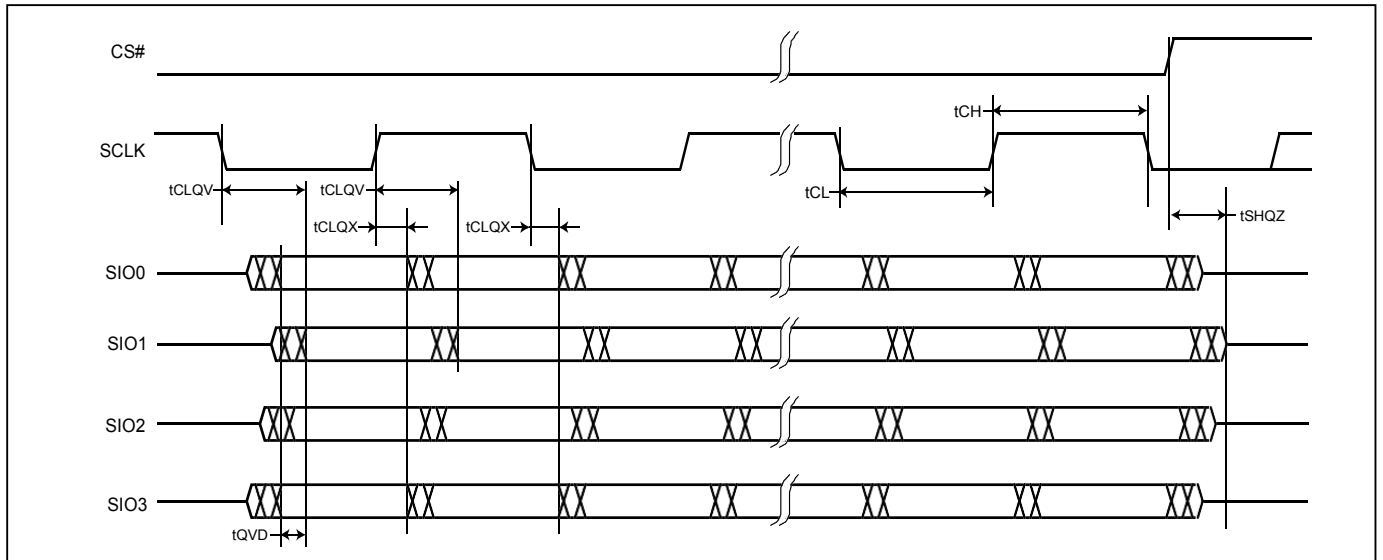 CS#
tCH
SCLK
tCLQV
tCLQV
tCL
tSHQZ
tCLQX
tCLQX
SIO0
SIO1
SIO2
SIO3
tQVD